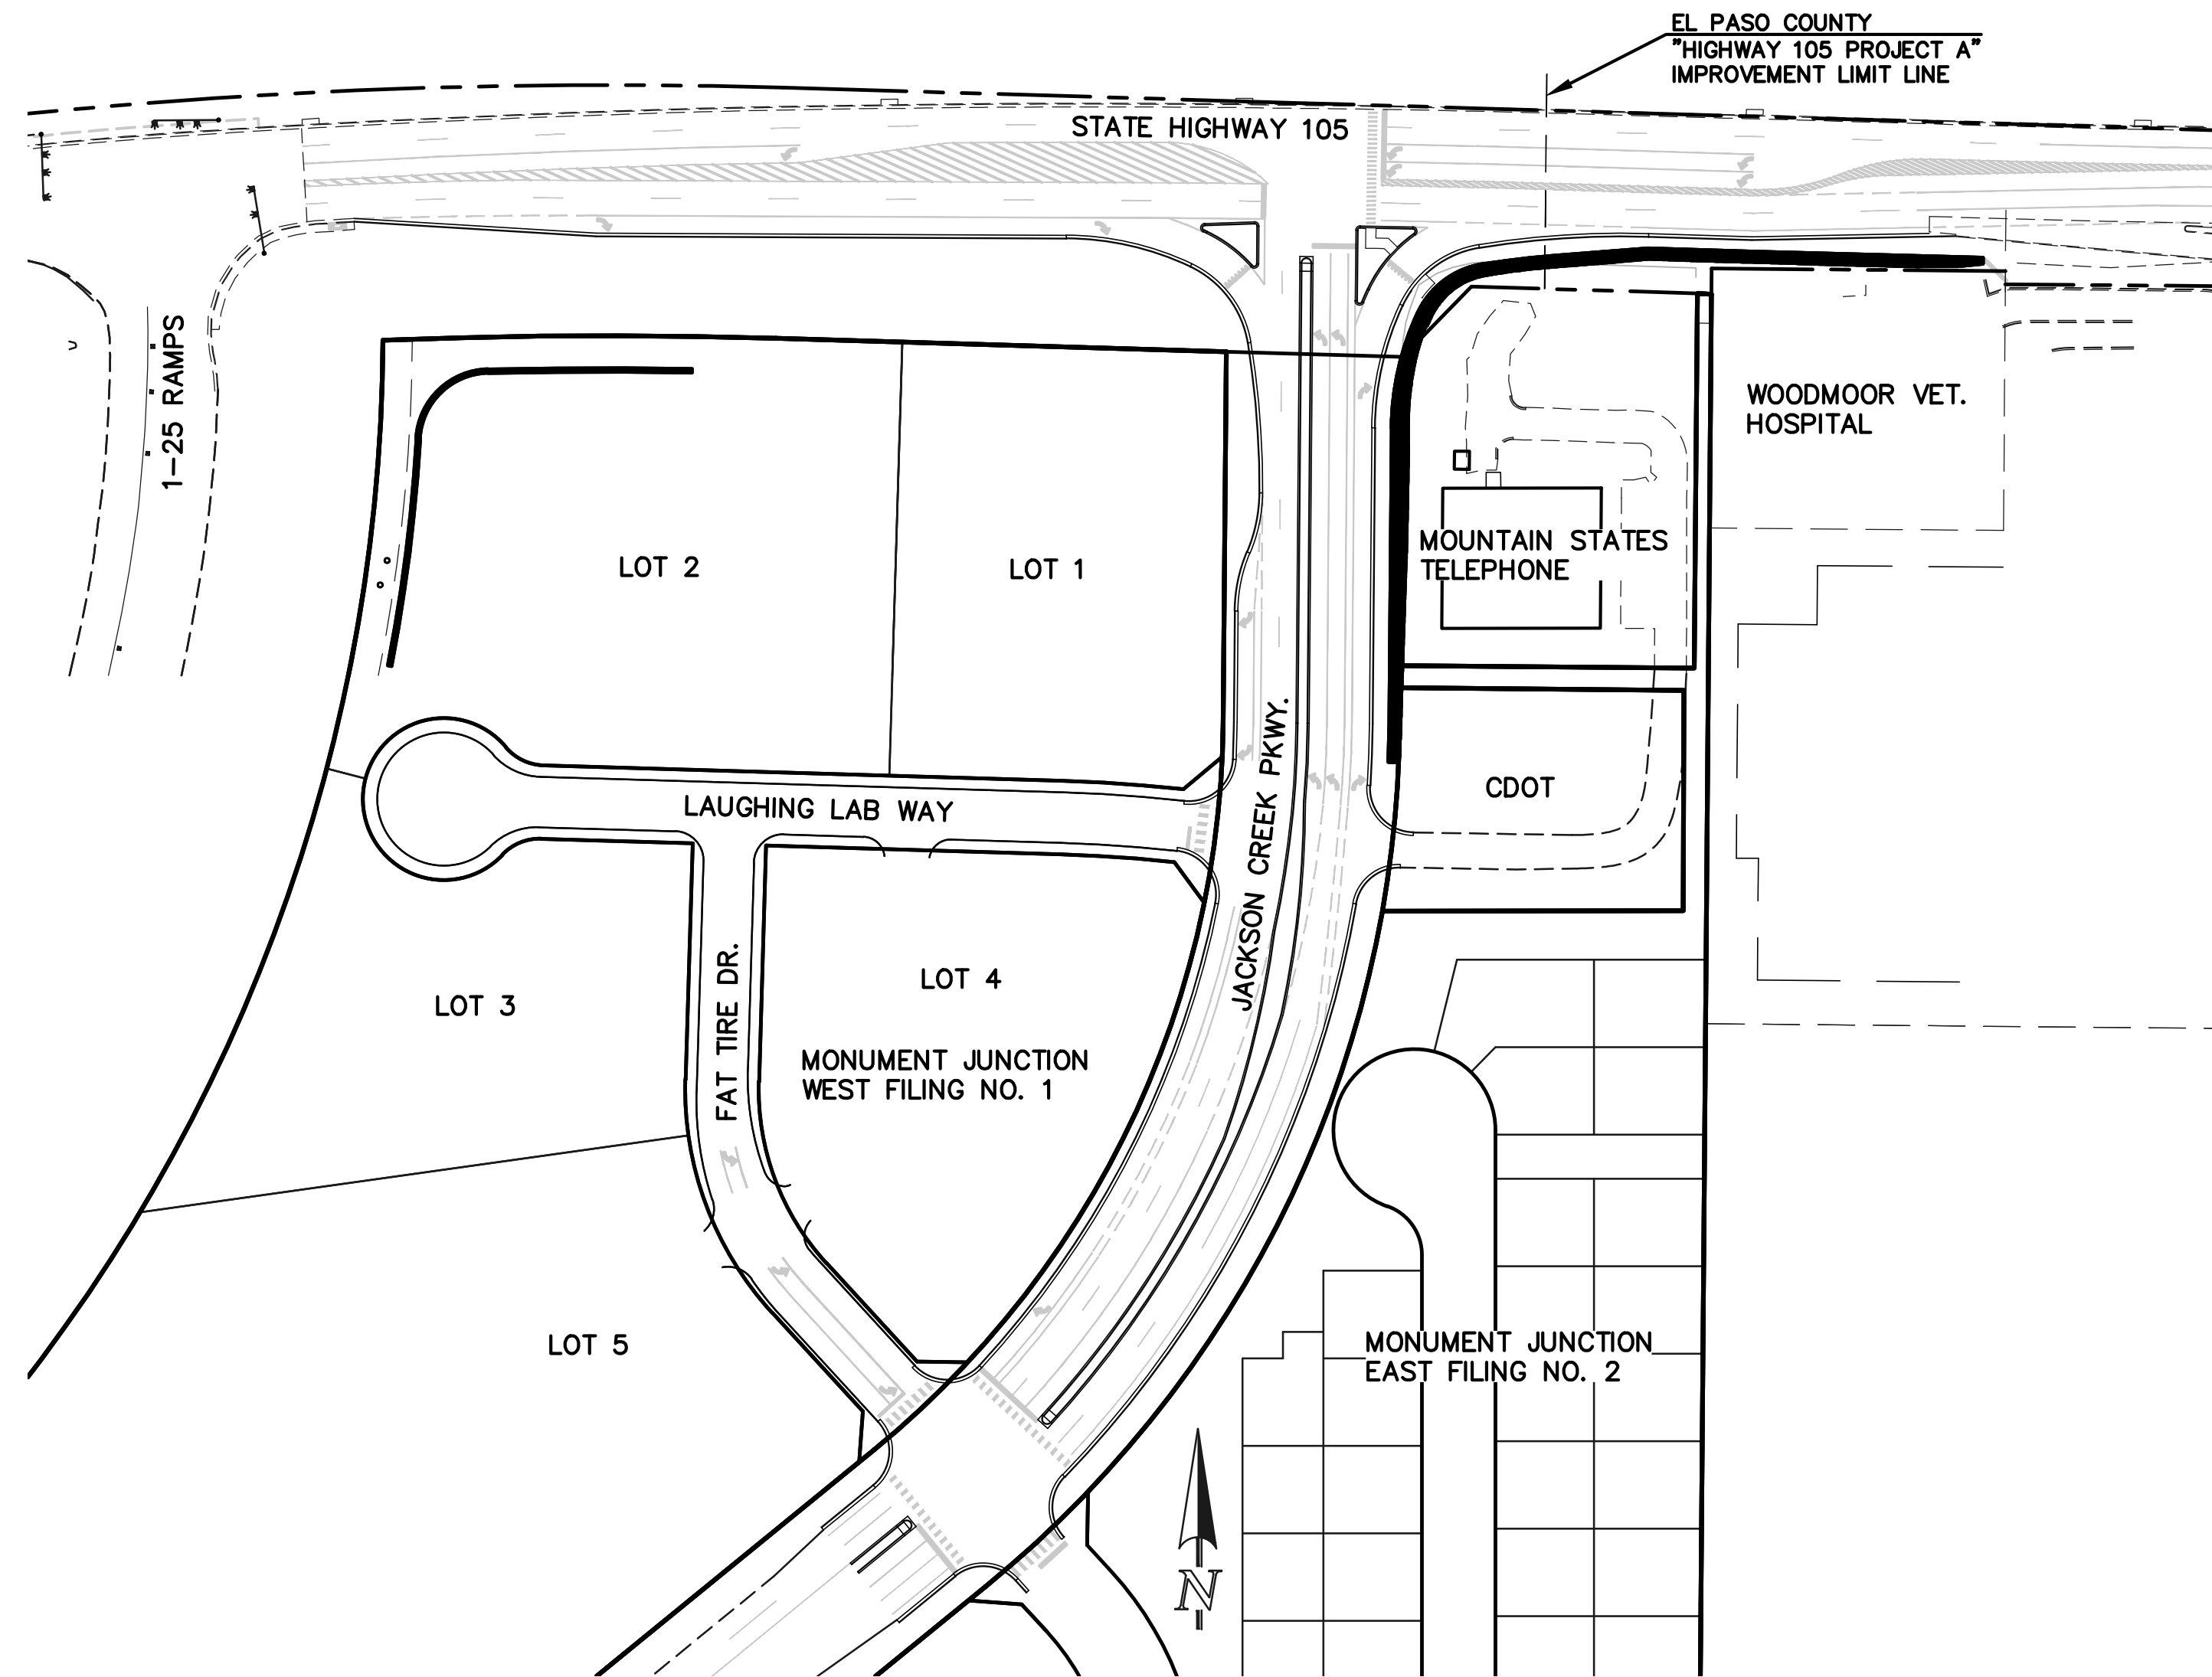 EL PASO COUNTY
"HIGHWAY 105 PROJECT A"
IMPROVEMENT LIMIT LINE
STATE HIGHWAY 105
1-25 RAMPS
WOODMOOR VET.
HOSPITAL
LOT 2
LOT 1
MOUNTAIN STATES
TELEPHONE
JACKSON CREEK PKWY.
CDOT
LAUGHING LAB WAY
LOT 3
FAT TIRE DR.
LOT 4
MONUMENT JUNCTION
WEST FILING NO. 1
LOT 5
MONUMENT JUNCTION
EAST FILING NO. 2
N